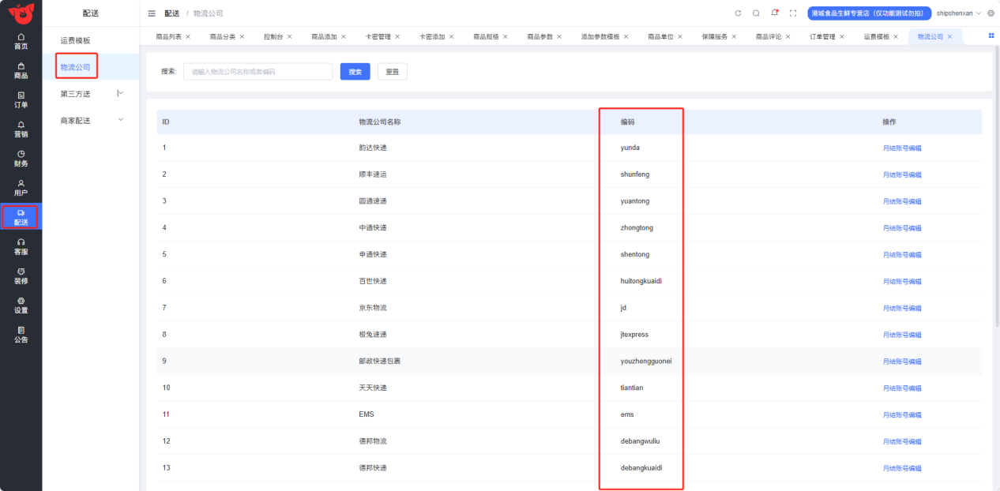 配送
配送 / 物流公司
港城食品生鲜专营店（仅功能测试勿拍）
shipshenxan
首页
商品
订单
营销
财务
用户
配送
客服
装修
设置
公告
运费模板
物流公司
第三方送
商家配送
商品列表 × 商品分类 × 控制台 × 商品添加 × 卡密管理 × 卡密添加 × 商品规格 × 商品参数 × 添加参数模板 × 商品单位 × 保障服务 × 商品评论 × 订单管理 × 运费模板 × 物流公司 ×
搜索: 请输入物流公司名称或者编码 搜索 重置
ID 物流公司名称 编码 操作
1 韵达快递 yunda 月结账号编辑
2 顺丰速运 shunfeng 月结账号编辑
3 圆通速递 yuantong 月结账号编辑
4 中通快递 zhongtong 月结账号编辑
5 申通快递 shentong 月结账号编辑
6 百世快递 huitongkuaidi 月结账号编辑
7 京东物流 jd 月结账号编辑
8 极兔速递 jtexpress 月结账号编辑
9 邮政快递包裹 youzhengguonei 月结账号编辑
10 天天快递 tiantian 月结账号编辑
11 EMS ems 月结账号编辑
12 德邦物流 debangwuliu 月结账号编辑
13 德邦快递 debangkuaidi 月结账号编辑